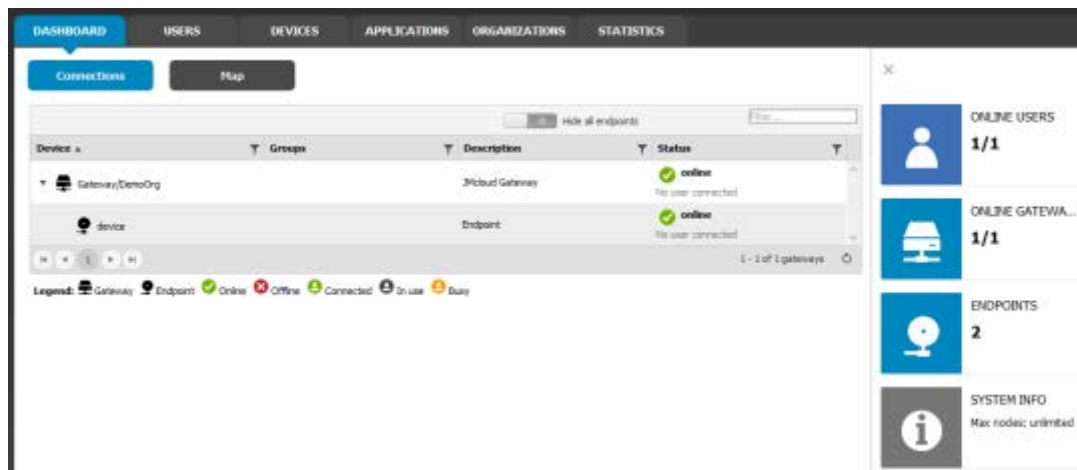 DASHBOARD USERS DEVICES APPLICATIONS ORGANIZATIONS STATISTICS
Connections Map
Hide all endpoints Filter ...
Device Groups Description Status
Gateway/DemoOrg JMcloud Gateway online
No user connected
device Endpoint online
No user connected
1
1 - 1 of 1 gateways
Legend: Gateway Endpoint Online Offline Connected In use Busy
ONLINE USERS
1/1
ONLINE GATEWA...
1/1
ENDPOINTS
2
SYSTEM INFO
Max nodes: unlimited